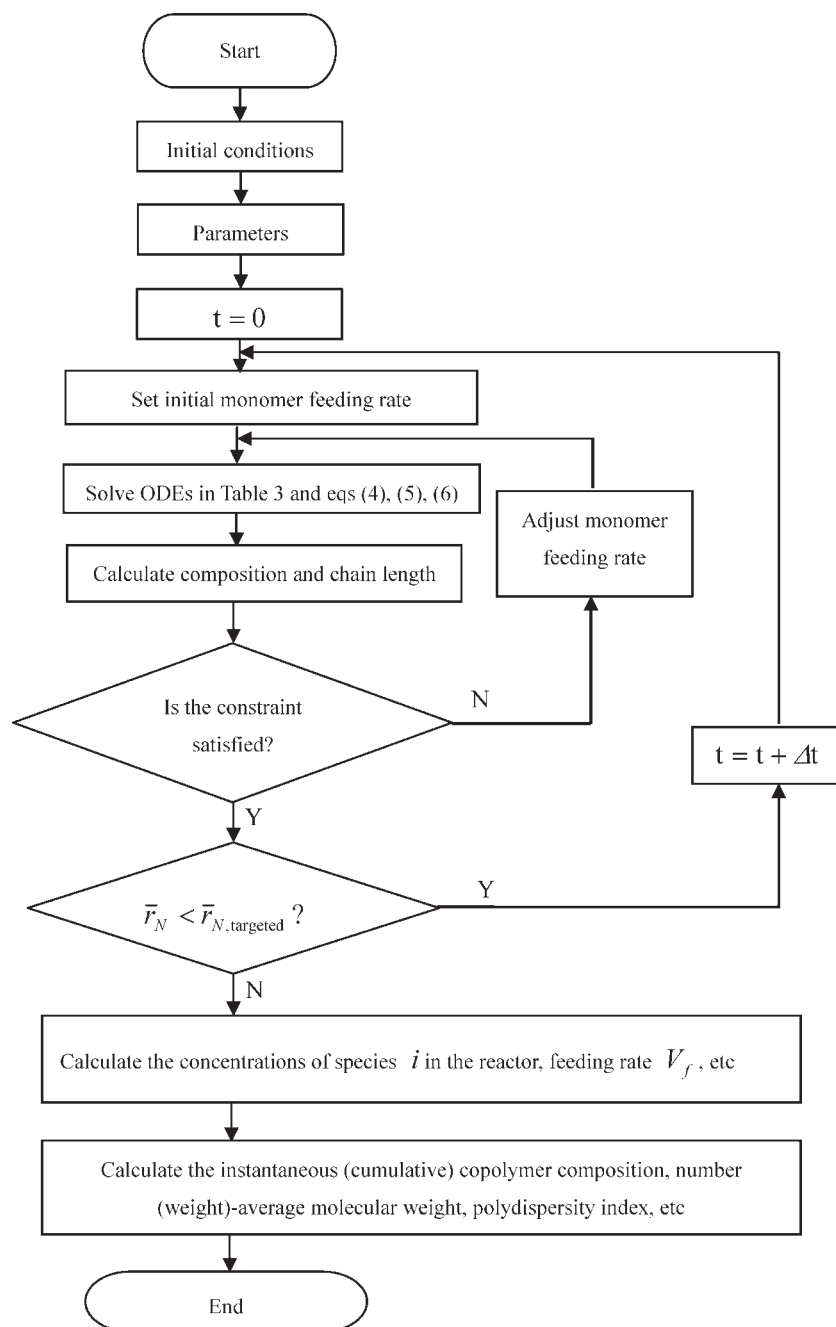 Start
Initial conditions
Parameters
t = 0
Set initial monomer feeding rate
Solve ODEs in Table 3 and eqs (4), (5), (6)
Adjust monomer
feeding rate
Calculate composition and chain length
Is the constraint
satisfied?
N
t = t + Δt
Y
r̄_N < r̄_N,targeted ?
Y
N
Calculate the concentrations of species i in the reactor, feeding rate V_f , etc
Calculate the instantaneous (cumulative) copolymer composition, number
(weight)-average molecular weight, polydispersity index, etc
End